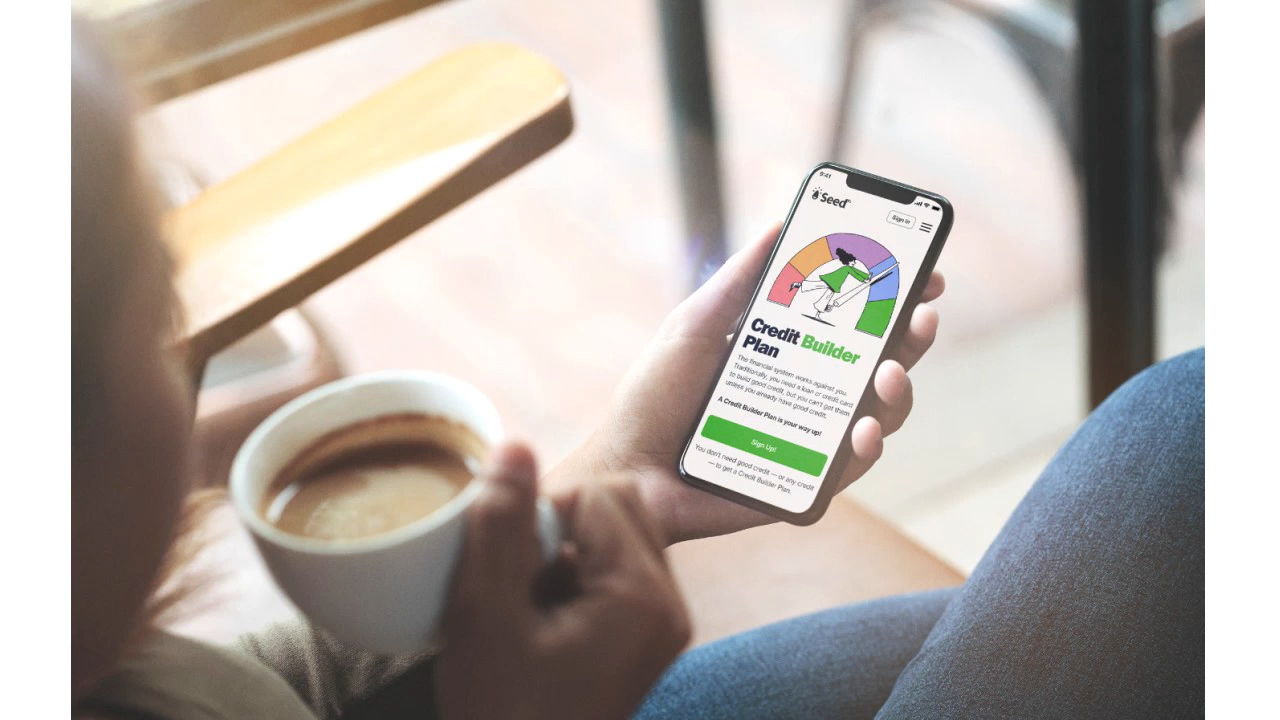 9:41
Seed
Sign In
Credit Builder
Plan
The financial system works against you.
Traditionally, you need a loan or credit card
to build good credit, but you can't get them
unless you already have good credit.
A Credit Builder Plan is your way up!
Sign Up!
You don't need good credit — or any credit
— to get a Credit Builder Plan.